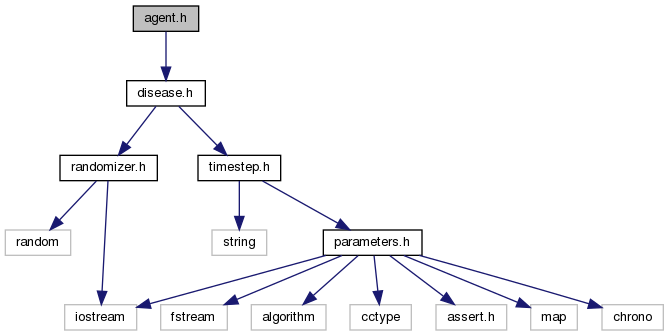 agent.h
disease.h
randomizer.h
timestep.h
random
string
parameters.h
iostream
fstream
algorithm
cctype
assert.h
map
chrono